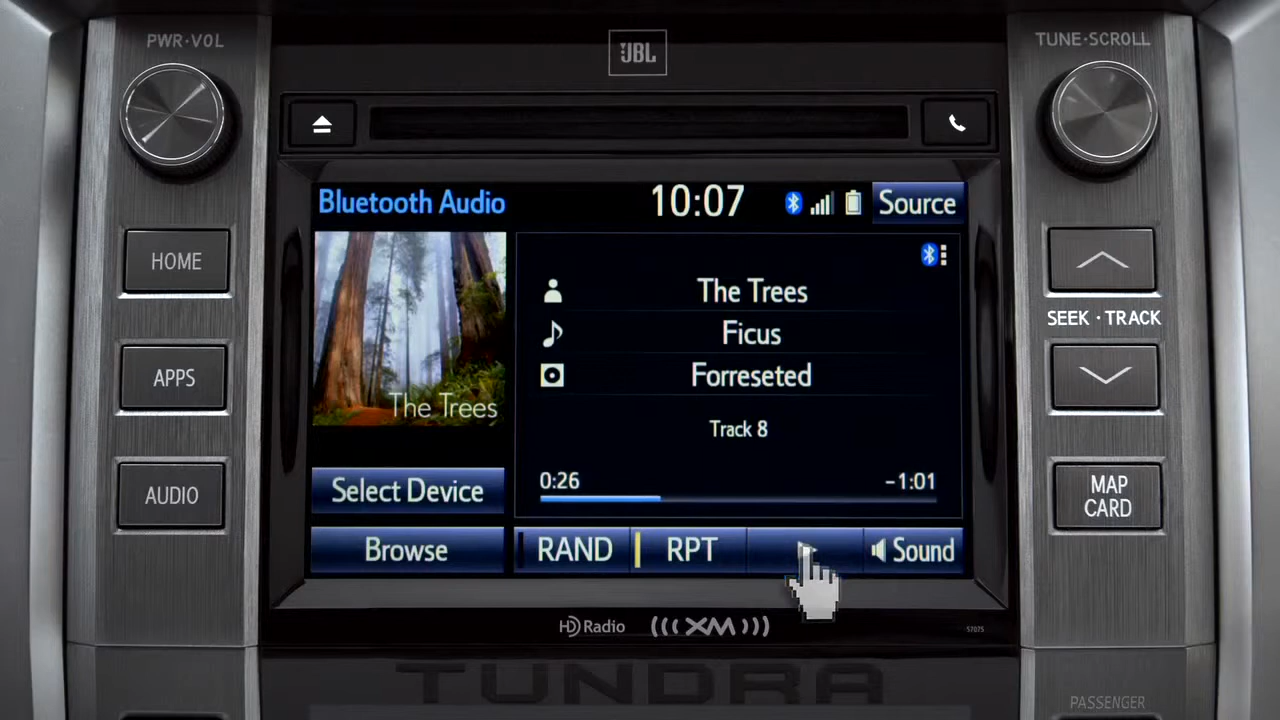 PWR·VOL
JBL
TUNE·SCROLL
Bluetooth Audio
10:07
Source
HOME
The Trees
SEEK · TRACK
Ficus
APPS
Forreseted
The Trees
Track 8
0:26
-1:01
AUDIO
Select Device
MAP
CARD
Browse
RAND
RPT
Sound
HD Radio
XM
57075
TUNDRA
PASSENGER